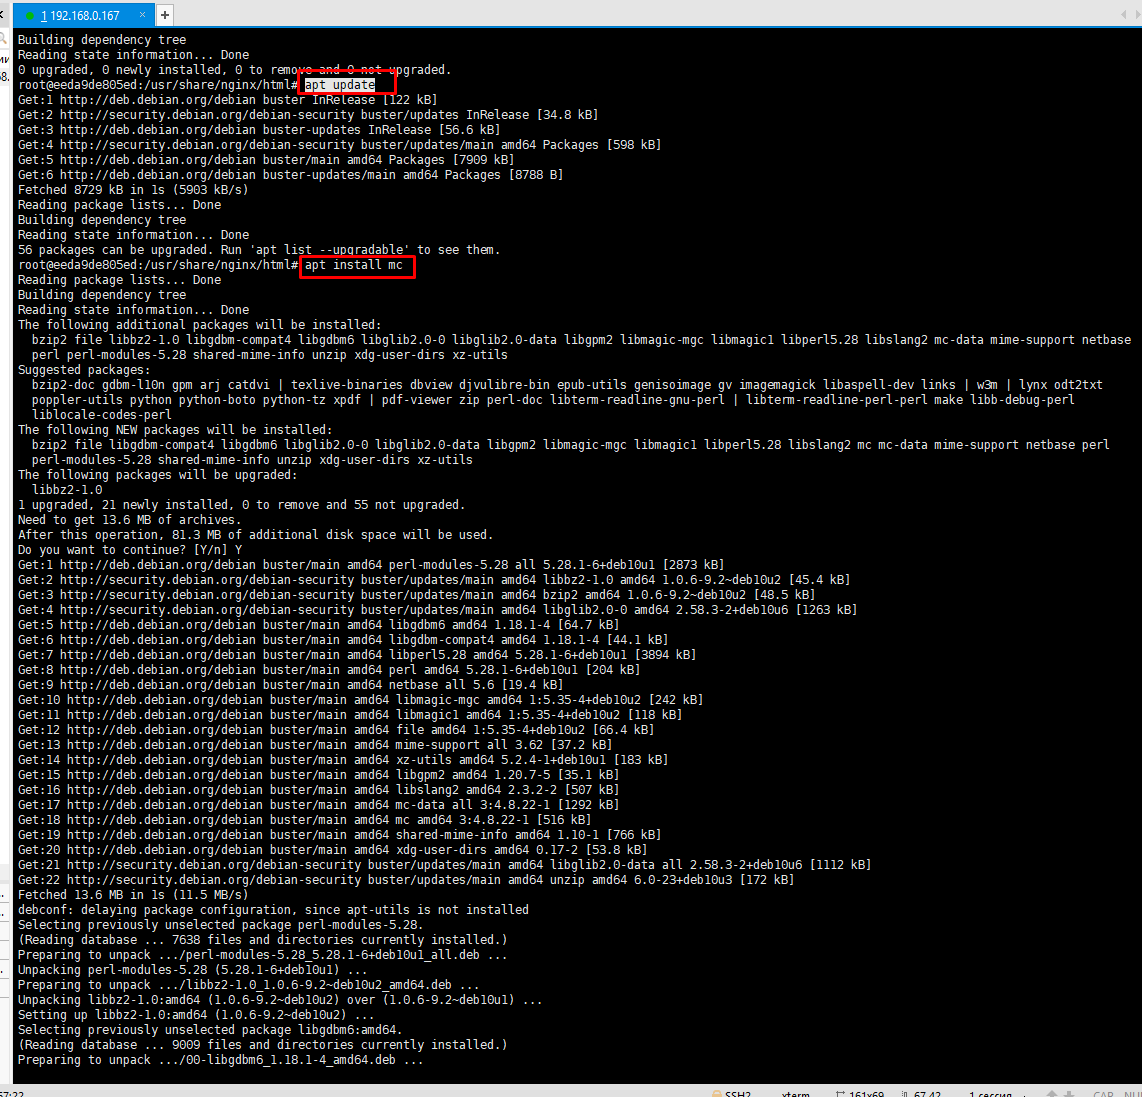 1 192.168.0.167
Building dependency tree
Reading state information... Done
0 upgraded, 0 newly installed, 0 to remove and 0 not upgraded.
root@eeda9de805ed:/usr/share/nginx/html# apt update
Get:1 http://deb.debian.org/debian buster InRelease [122 kB]
Get:2 http://security.debian.org/debian-security buster/updates InRelease [34.8 kB]
Get:3 http://deb.debian.org/debian buster-updates InRelease [56.6 kB]
Get:4 http://security.debian.org/debian-security buster/updates/main amd64 Packages [598 kB]
Get:5 http://deb.debian.org/debian buster/main amd64 Packages [7909 kB]
Get:6 http://deb.debian.org/debian buster-updates/main amd64 Packages [8788 B]
Fetched 8729 kB in 1s (5903 kB/s)
Reading package lists... Done
Building dependency tree
Reading state information... Done
56 packages can be upgraded. Run 'apt list --upgradable' to see them.
root@eeda9de805ed:/usr/share/nginx/html# apt install mc
Reading package lists... Done
Building dependency tree
Reading state information... Done
The following additional packages will be installed:
bzip2 file libbz2-1.0 libgdbm-compat4 libgdbm6 libglib2.0-0 libglib2.0-data libgpm2 libmagic-mgc libmagic1 libperl5.28 libslang2 mc-data mime-support netbase
perl perl-modules-5.28 shared-mime-info unzip xdg-user-dirs xz-utils
Suggested packages:
bzip2-doc gdbm-l10n gpm arj catdvi | texlive-binaries dbview djvulibre-bin epub-utils genisoimage gv imagemagick libaspell-dev links | w3m | lynx odt2txt
poppler-utils python python-boto python-tz xpdf | pdf-viewer zip perl-doc libterm-readline-gnu-perl | libterm-readline-perl-perl make libb-debug-perl
liblocale-codes-perl
The following NEW packages will be installed:
bzip2 file libgdbm-compat4 libgdbm6 libglib2.0-0 libglib2.0-data libgpm2 libmagic-mgc libmagic1 libperl5.28 libslang2 mc mc-data mime-support netbase perl
perl-modules-5.28 shared-mime-info unzip xdg-user-dirs xz-utils
The following packages will be upgraded:
libbz2-1.0
1 upgraded, 21 newly installed, 0 to remove and 55 not upgraded.
Need to get 13.6 MB of archives.
After this operation, 81.3 MB of additional disk space will be used.
Do you want to continue? [Y/n] Y
Get:1 http://deb.debian.org/debian buster/main amd64 perl-modules-5.28 all 5.28.1-6+deb10u1 [2873 kB]
Get:2 http://security.debian.org/debian-security buster/updates/main amd64 libbz2-1.0 amd64 1.0.6-9.2~deb10u2 [45.4 kB]
Get:3 http://security.debian.org/debian-security buster/updates/main amd64 bzip2 amd64 1.0.6-9.2~deb10u2 [48.5 kB]
Get:4 http://security.debian.org/debian-security buster/updates/main amd64 libglib2.0-0 amd64 2.58.3-2+deb10u6 [1263 kB]
Get:5 http://deb.debian.org/debian buster/main amd64 libgdbm6 amd64 1.18.1-4 [64.7 kB]
Get:6 http://deb.debian.org/debian buster/main amd64 libgdbm-compat4 amd64 1.18.1-4 [44.1 kB]
Get:7 http://deb.debian.org/debian buster/main amd64 libperl5.28 amd64 5.28.1-6+deb10u1 [3894 kB]
Get:8 http://deb.debian.org/debian buster/main amd64 perl amd64 5.28.1-6+deb10u1 [204 kB]
Get:9 http://deb.debian.org/debian buster/main amd64 netbase all 5.6 [19.4 kB]
Get:10 http://deb.debian.org/debian buster/main amd64 libmagic-mgc amd64 1:5.35-4+deb10u2 [242 kB]
Get:11 http://deb.debian.org/debian buster/main amd64 libmagic1 amd64 1:5.35-4+deb10u2 [118 kB]
Get:12 http://deb.debian.org/debian buster/main amd64 file amd64 1:5.35-4+deb10u2 [66.4 kB]
Get:13 http://deb.debian.org/debian buster/main amd64 mime-support all 3.62 [37.2 kB]
Get:14 http://deb.debian.org/debian buster/main amd64 xz-utils amd64 5.2.4-1+deb10u1 [183 kB]
Get:15 http://deb.debian.org/debian buster/main amd64 libgpm2 amd64 1.20.7-5 [35.1 kB]
Get:16 http://deb.debian.org/debian buster/main amd64 libslang2 amd64 2.3.2-2 [507 kB]
Get:17 http://deb.debian.org/debian buster/main amd64 mc-data all 3:4.8.22-1 [1292 kB]
Get:18 http://deb.debian.org/debian buster/main amd64 mc amd64 3:4.8.22-1 [516 kB]
Get:19 http://deb.debian.org/debian buster/main amd64 shared-mime-info amd64 1.10-1 [766 kB]
Get:20 http://deb.debian.org/debian buster/main amd64 xdg-user-dirs amd64 0.17-2 [53.8 kB]
Get:21 http://security.debian.org/debian-security buster/updates/main amd64 libglib2.0-data all 2.58.3-2+deb10u6 [1112 kB]
Get:22 http://security.debian.org/debian-security buster/updates/main amd64 unzip amd64 6.0-23+deb10u3 [172 kB]
Fetched 13.6 MB in 1s (11.5 MB/s)
debconf: delaying package configuration, since apt-utils is not installed
Selecting previously unselected package perl-modules-5.28.
(Reading database ... 7638 files and directories currently installed.)
Preparing to unpack .../perl-modules-5.28_5.28.1-6+deb10u1_all.deb ...
Unpacking perl-modules-5.28 (5.28.1-6+deb10u1) ...
Preparing to unpack .../libbz2-1.0_1.0.6-9.2~deb10u2_amd64.deb ...
Unpacking libbz2-1.0:amd64 (1.0.6-9.2~deb10u2) over (1.0.6-9.2~deb10u1) ...
Setting up libbz2-1.0:amd64 (1.0.6-9.2~deb10u2) ...
Selecting previously unselected package libgdbm6:amd64.
(Reading database ... 9009 files and directories currently installed.)
Preparing to unpack .../00-libgdbm6_1.18.1-4_amd64.deb ...
SSH2 xterm 161x69 67,42 1 сессия CAP